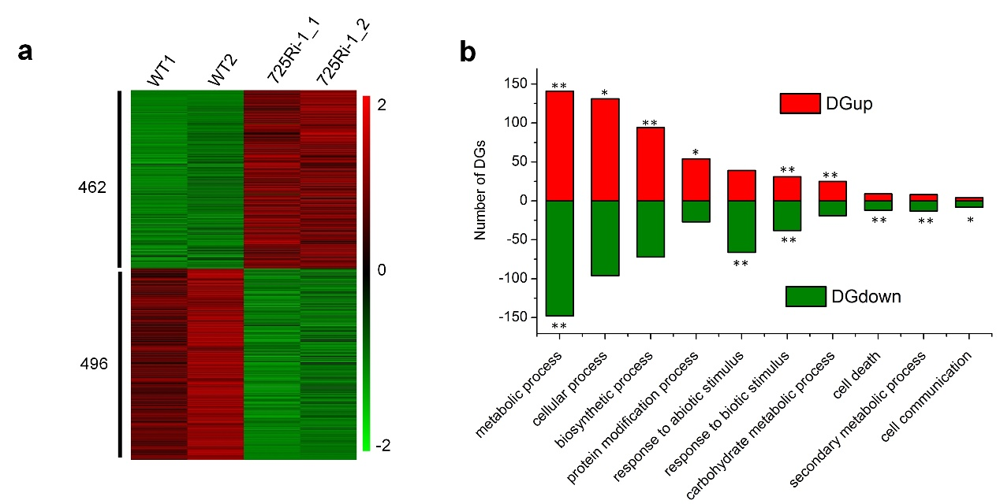 a
WT1
WT2
725Ri-1_1
725Ri-1_2
462
496
2
0
-2
b
Number of DGs
150
100
50
0
-50
-100
-150
**
*
**
*
**
**
**
**
**
**
**
*
DGup
DGdown
metabolic process
cellular process
biosynthetic process
protein modification process
response to abiotic stimulus
response to biotic stimulus
carbohydrate metabolic process
cell death
secondary metabolic process
cell communication